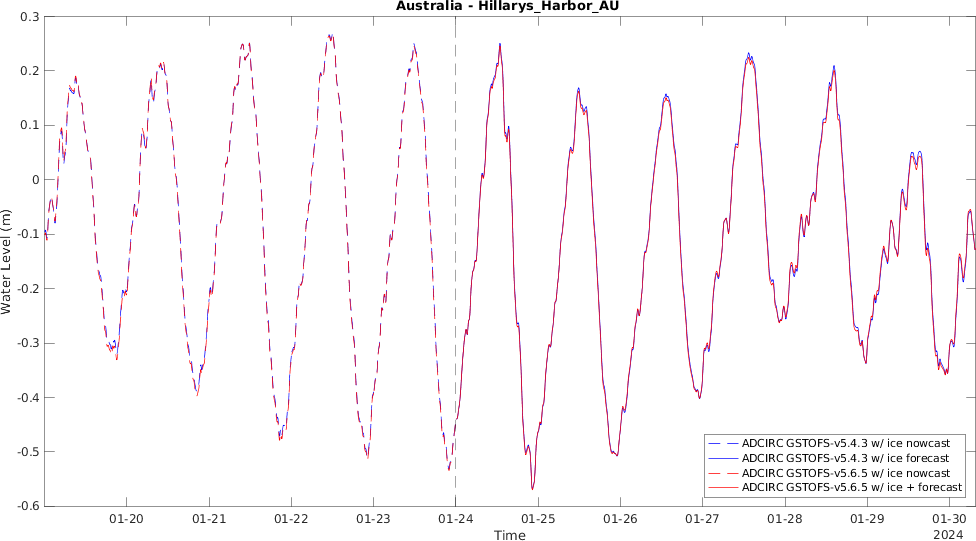 Australia - Hillarys_Harbor_AU
0.3
0.2
0.1
0
-0.1
-0.2
-0.3
-0.4
-0.5
-0.6
Water Level (m)
ADCIRC GSTOFS-v5.4.3 w/ ice nowcast
ADCIRC GSTOFS-v5.4.3 w/ ice forecast
ADCIRC GSTOFS-v5.6.5 w/ ice nowcast
ADCIRC GSTOFS-v5.6.5 w/ ice + forecast
01-20 01-21 01-22 01-23 01-24 01-25 01-26 01-27 01-28 01-29 01-30
Time
2024